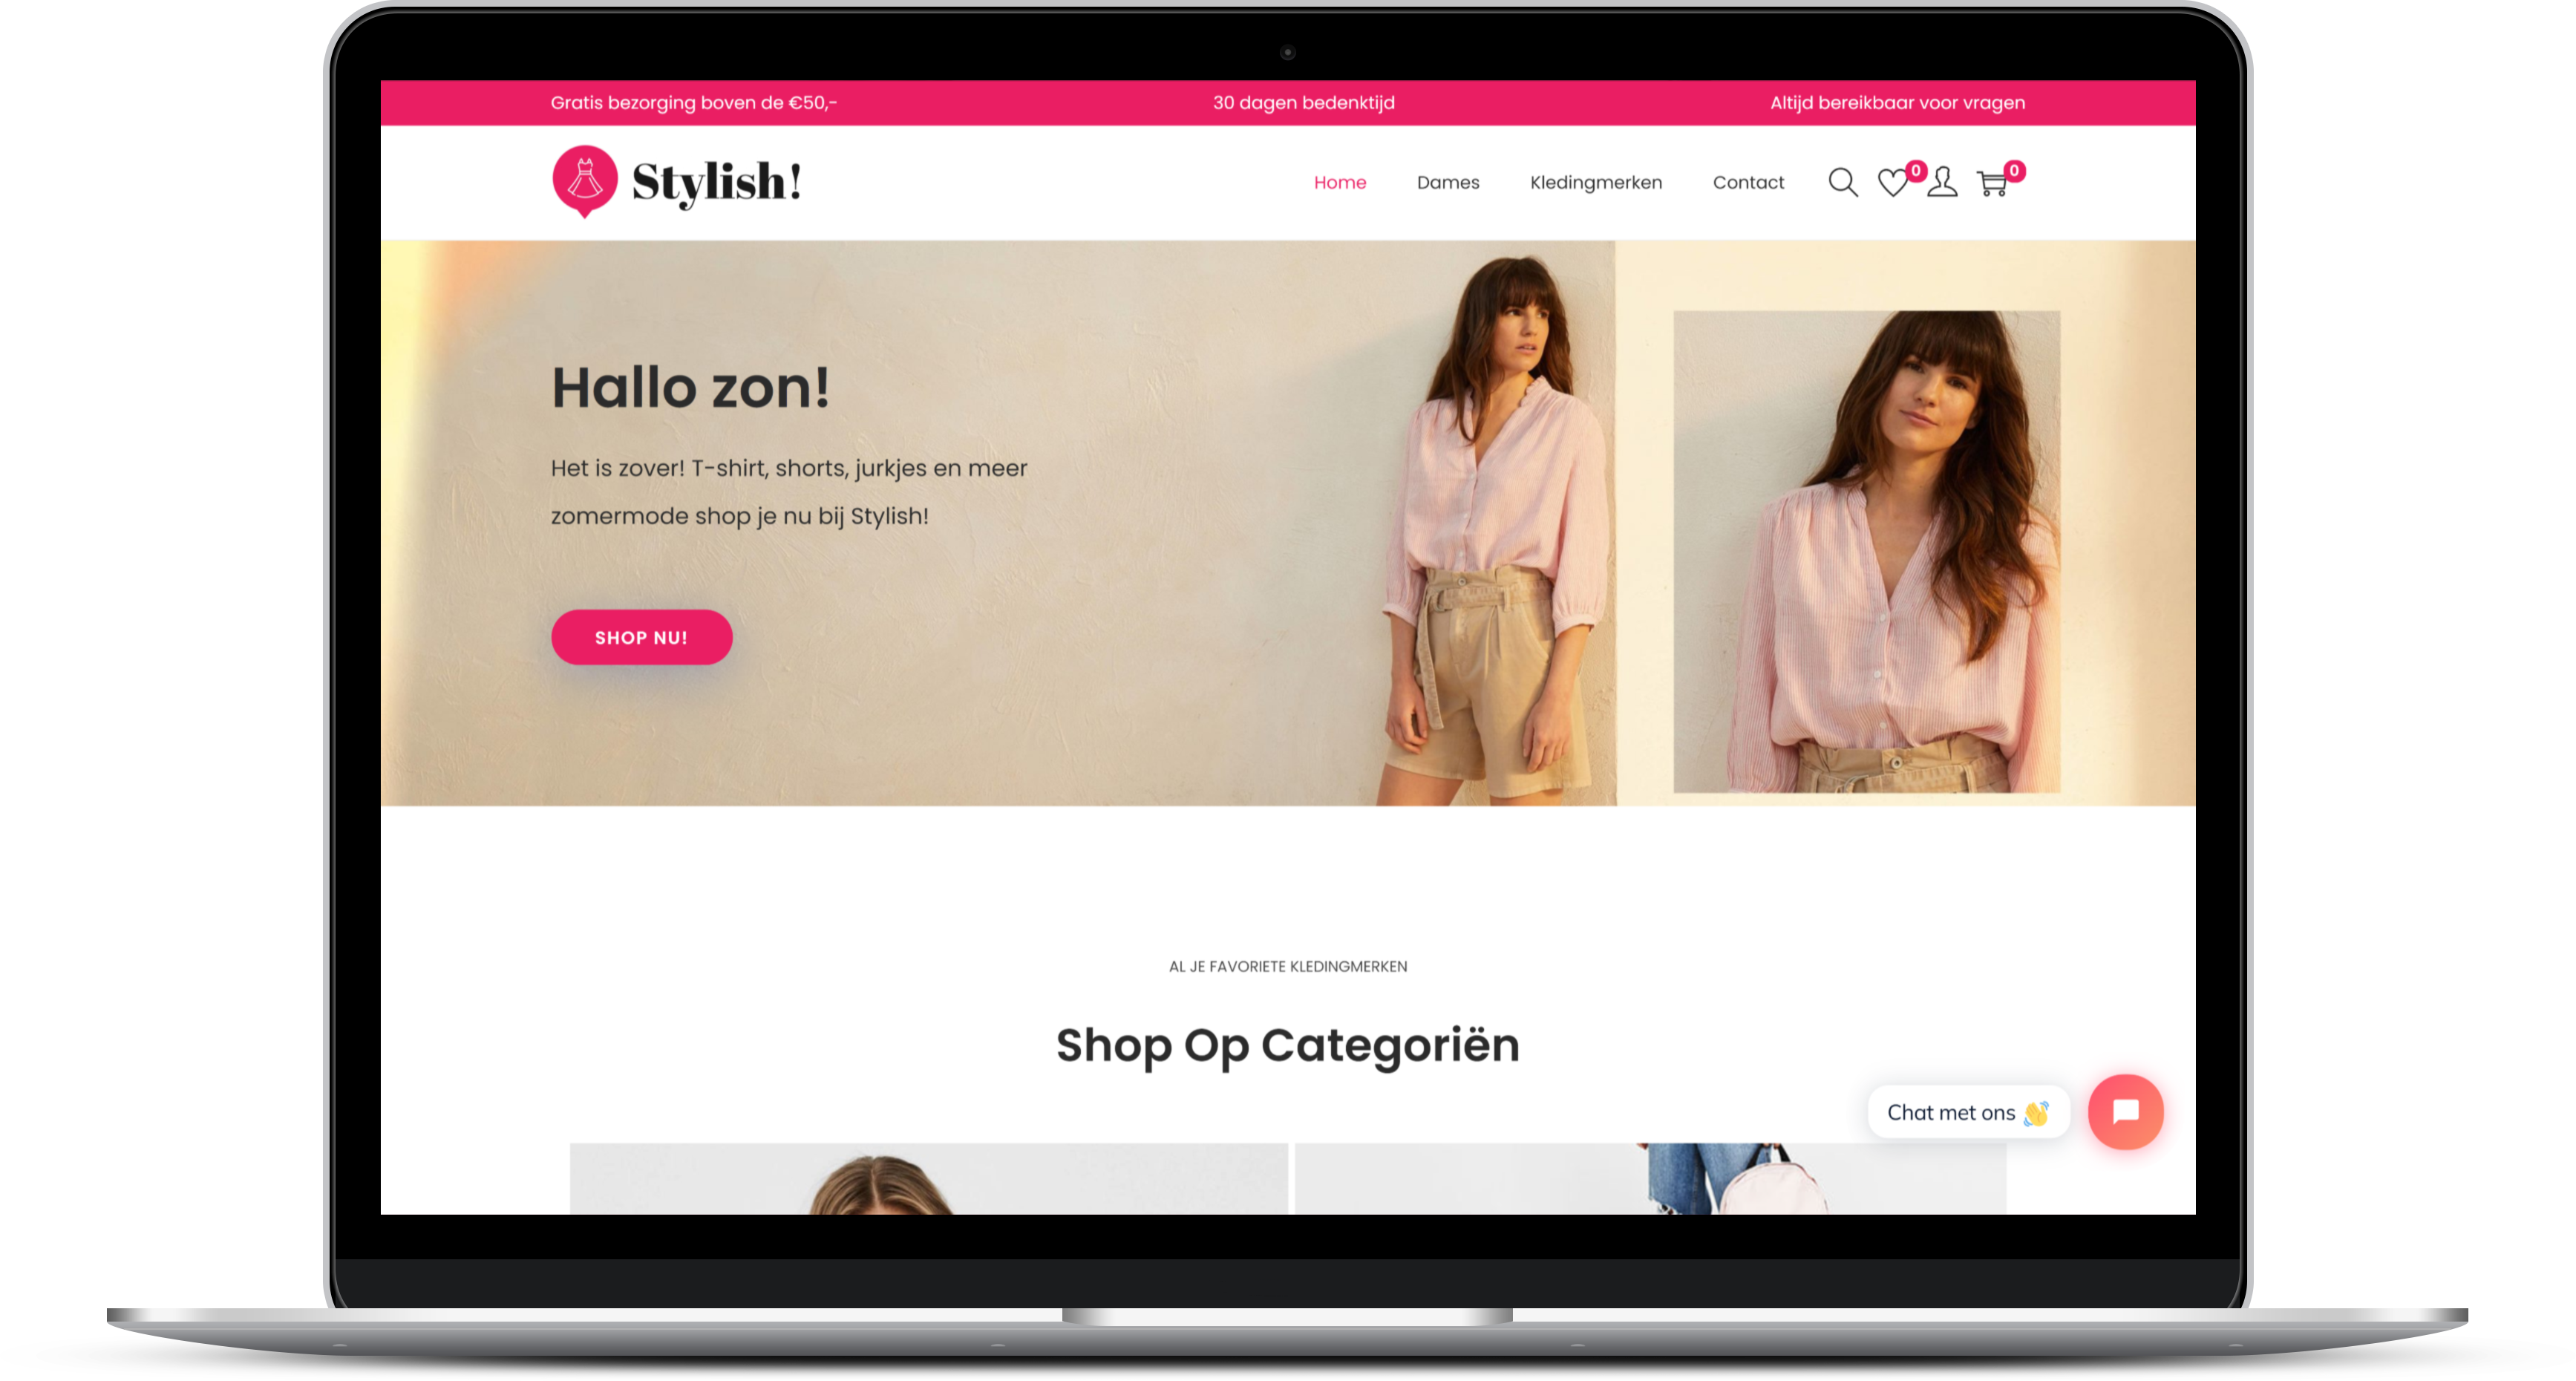 Gratis bezorging boven de €50,-
30 dagen bedenktijd
Altijd bereikbaar voor vragen
Stylish!
Home
Dames
Kledingmerken
Contact
0
0
Hallo zon!
Het is zover! T-shirt, shorts, jurkjes en meer
zomermode shop je nu bij Stylish!
SHOP NU!
AL JE FAVORIETE KLEDINGMERKEN
Shop Op Categoriën
Chat met ons 👋